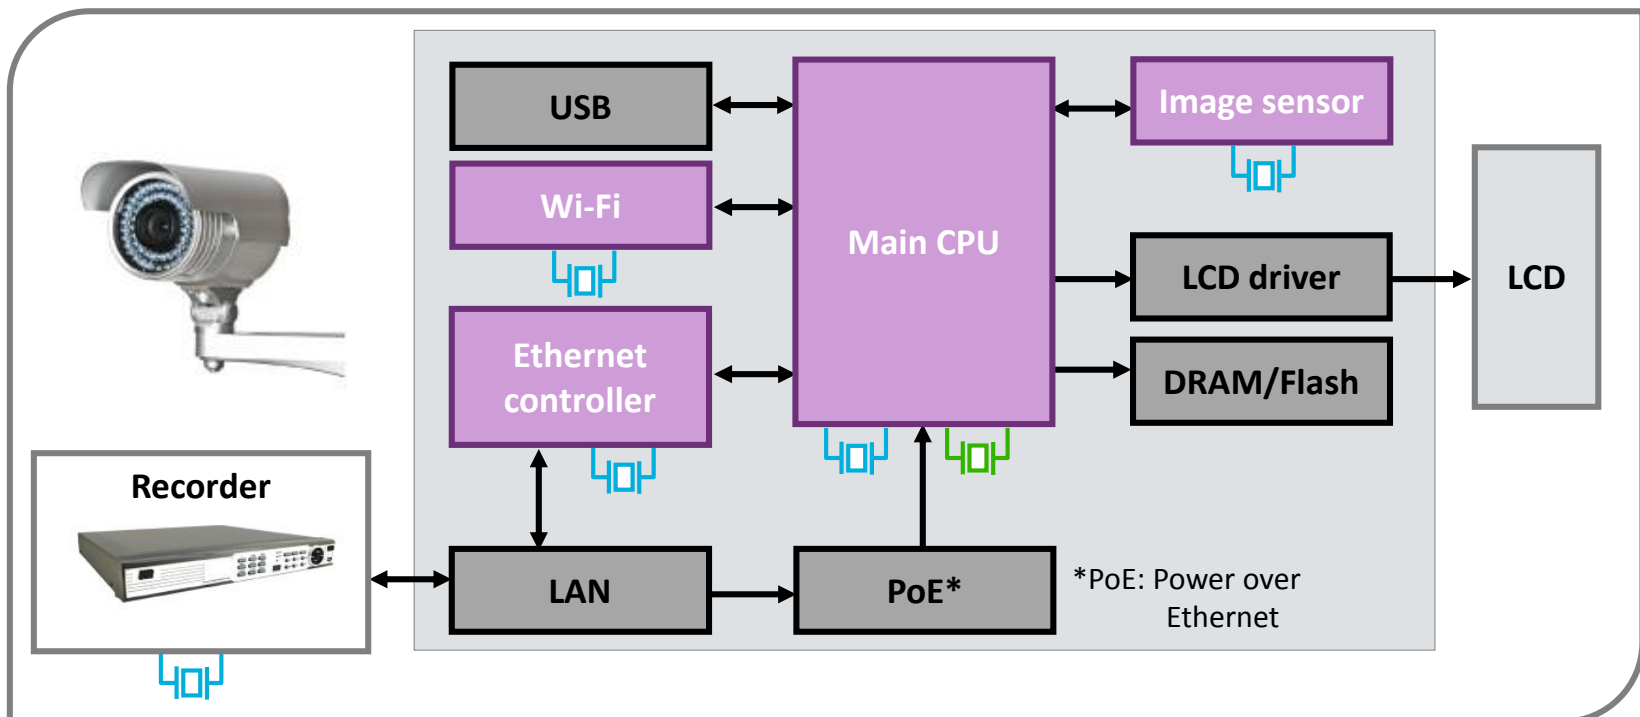 USB
Image sensor
Wi-Fi
Main CPU
LCD driver
LCD
Ethernet
controller
DRAM/Flash
Recorder
LAN
PoE*
*PoE: Power over
Ethernet